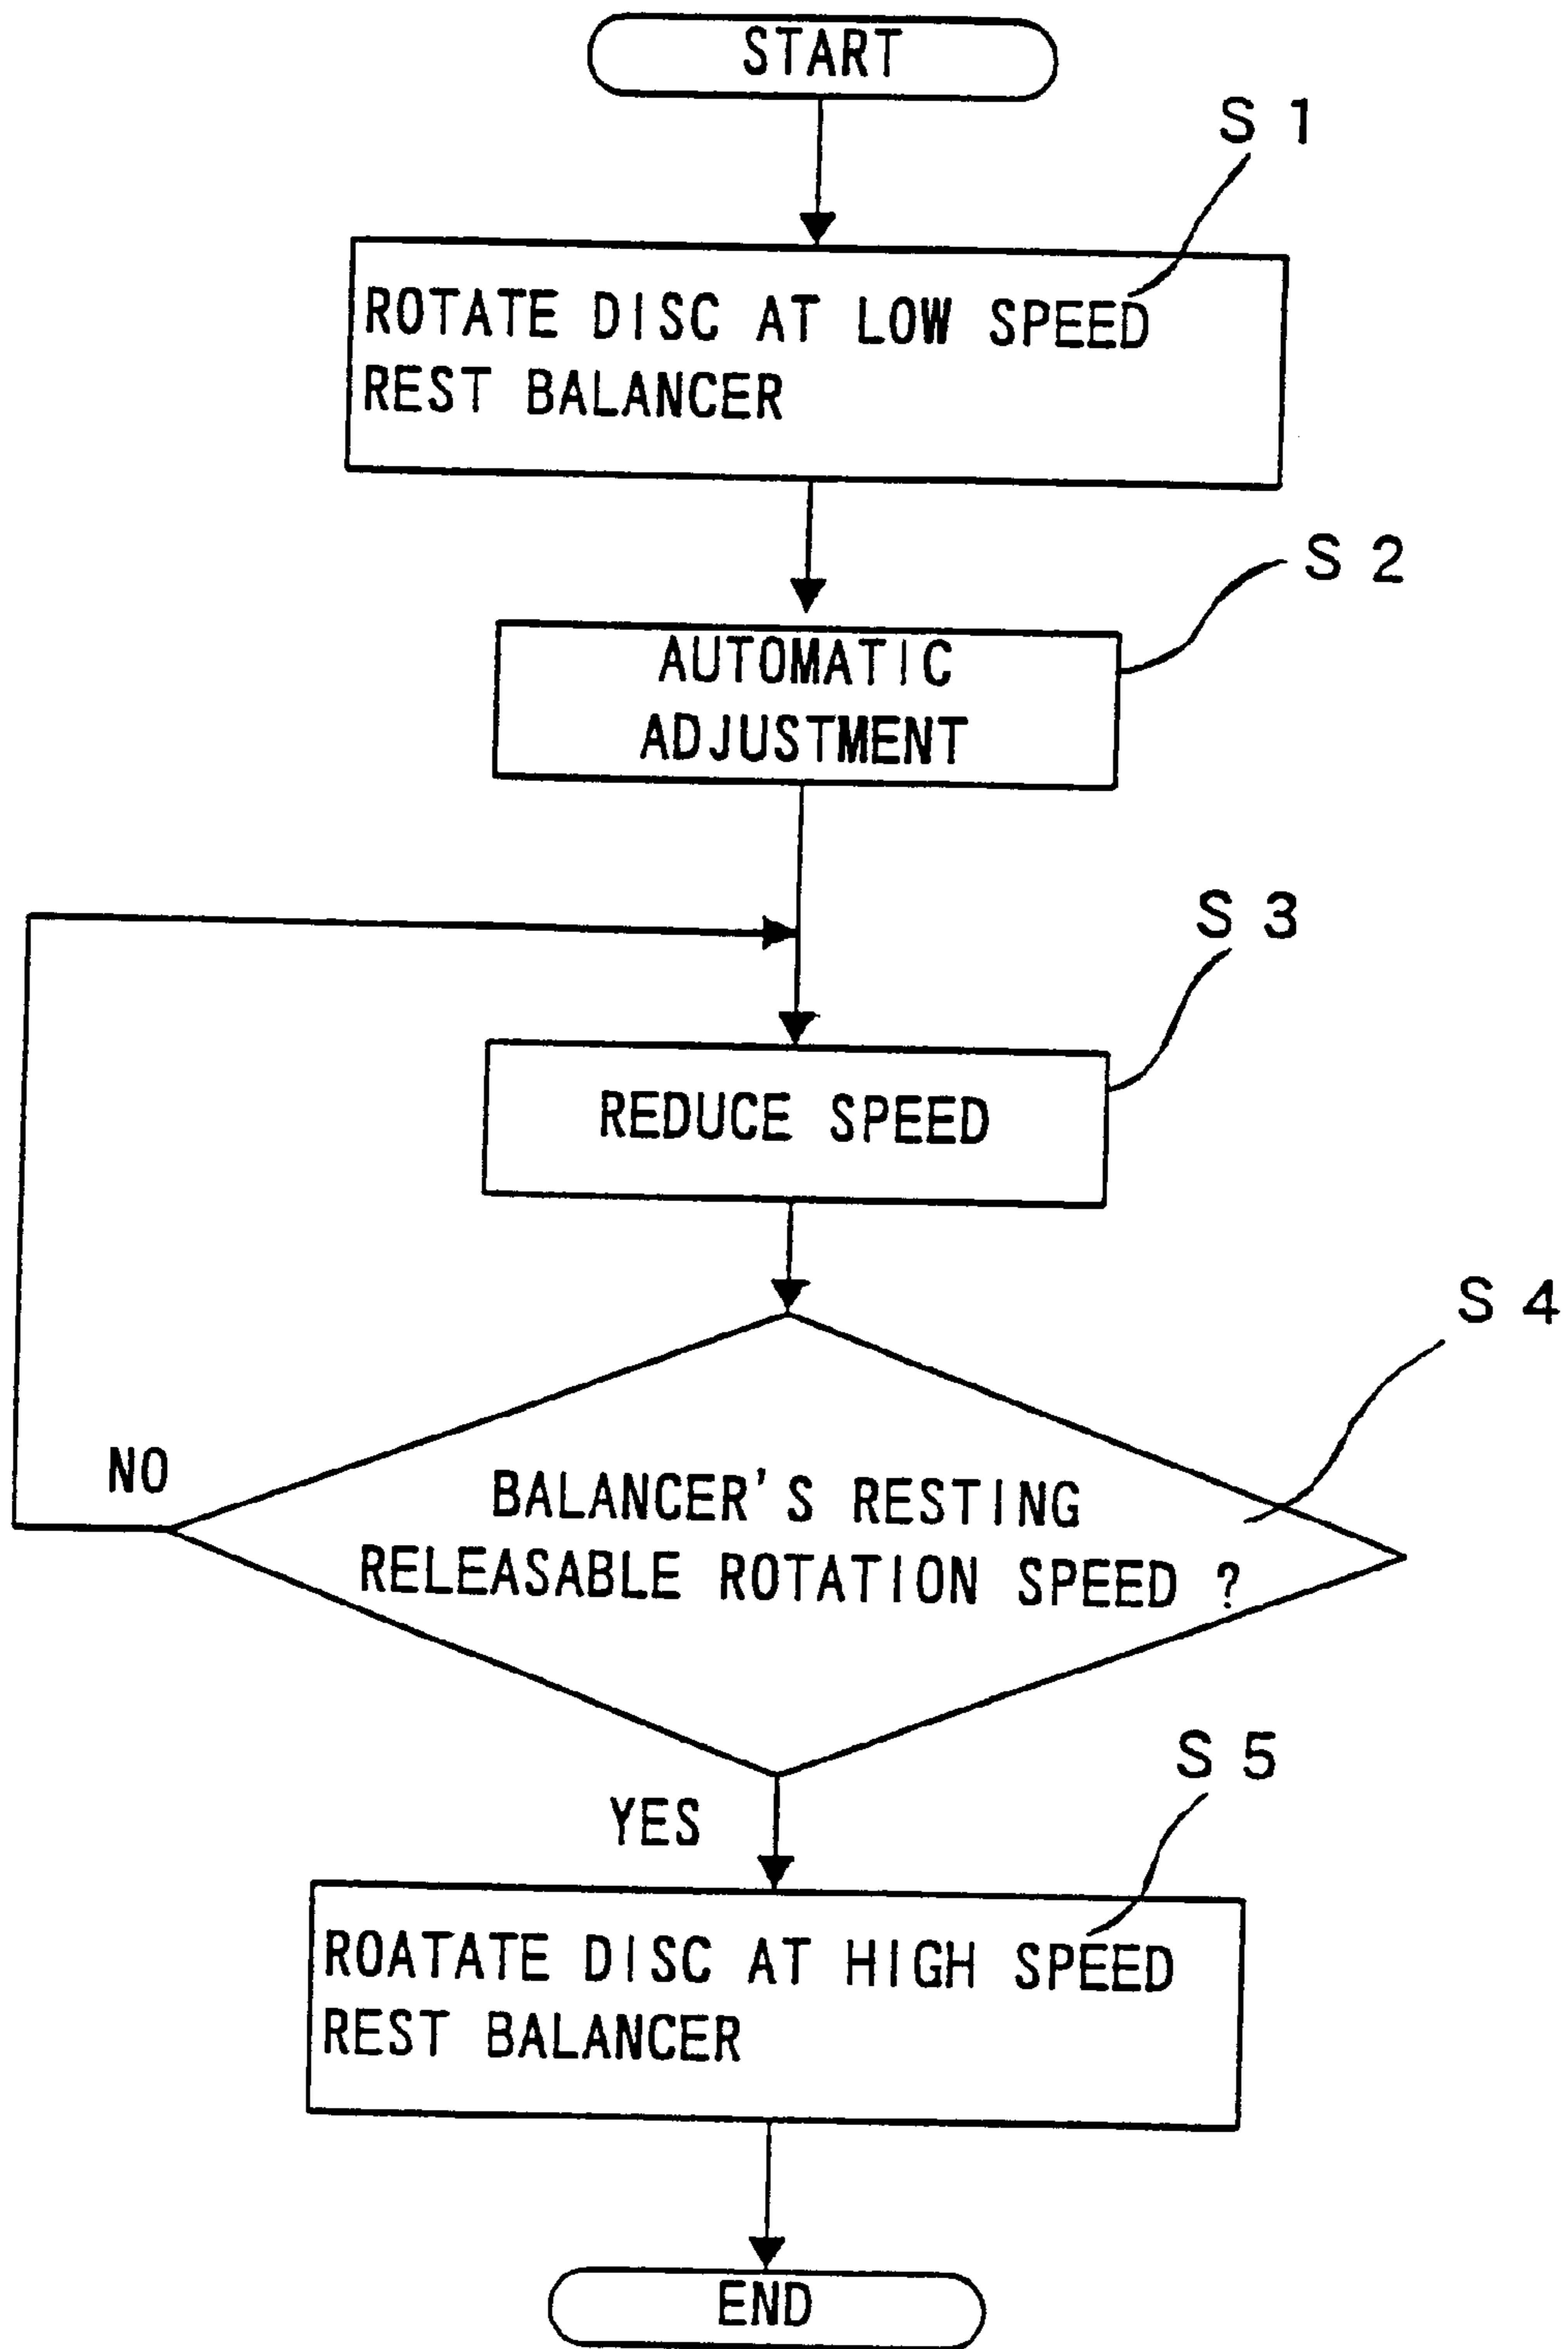 START
S 1
ROTATE DISC AT LOW SPEED
REST BALANCER
S 2
AUTOMATIC
ADJUSTMENT
S 3
REDUCE SPEED
S 4
NO
BALANCER'S RESTING
RELEASABLE ROTATION SPEED ?
YES
S 5
ROATATE DISC AT HIGH SPEED
REST BALANCER
END